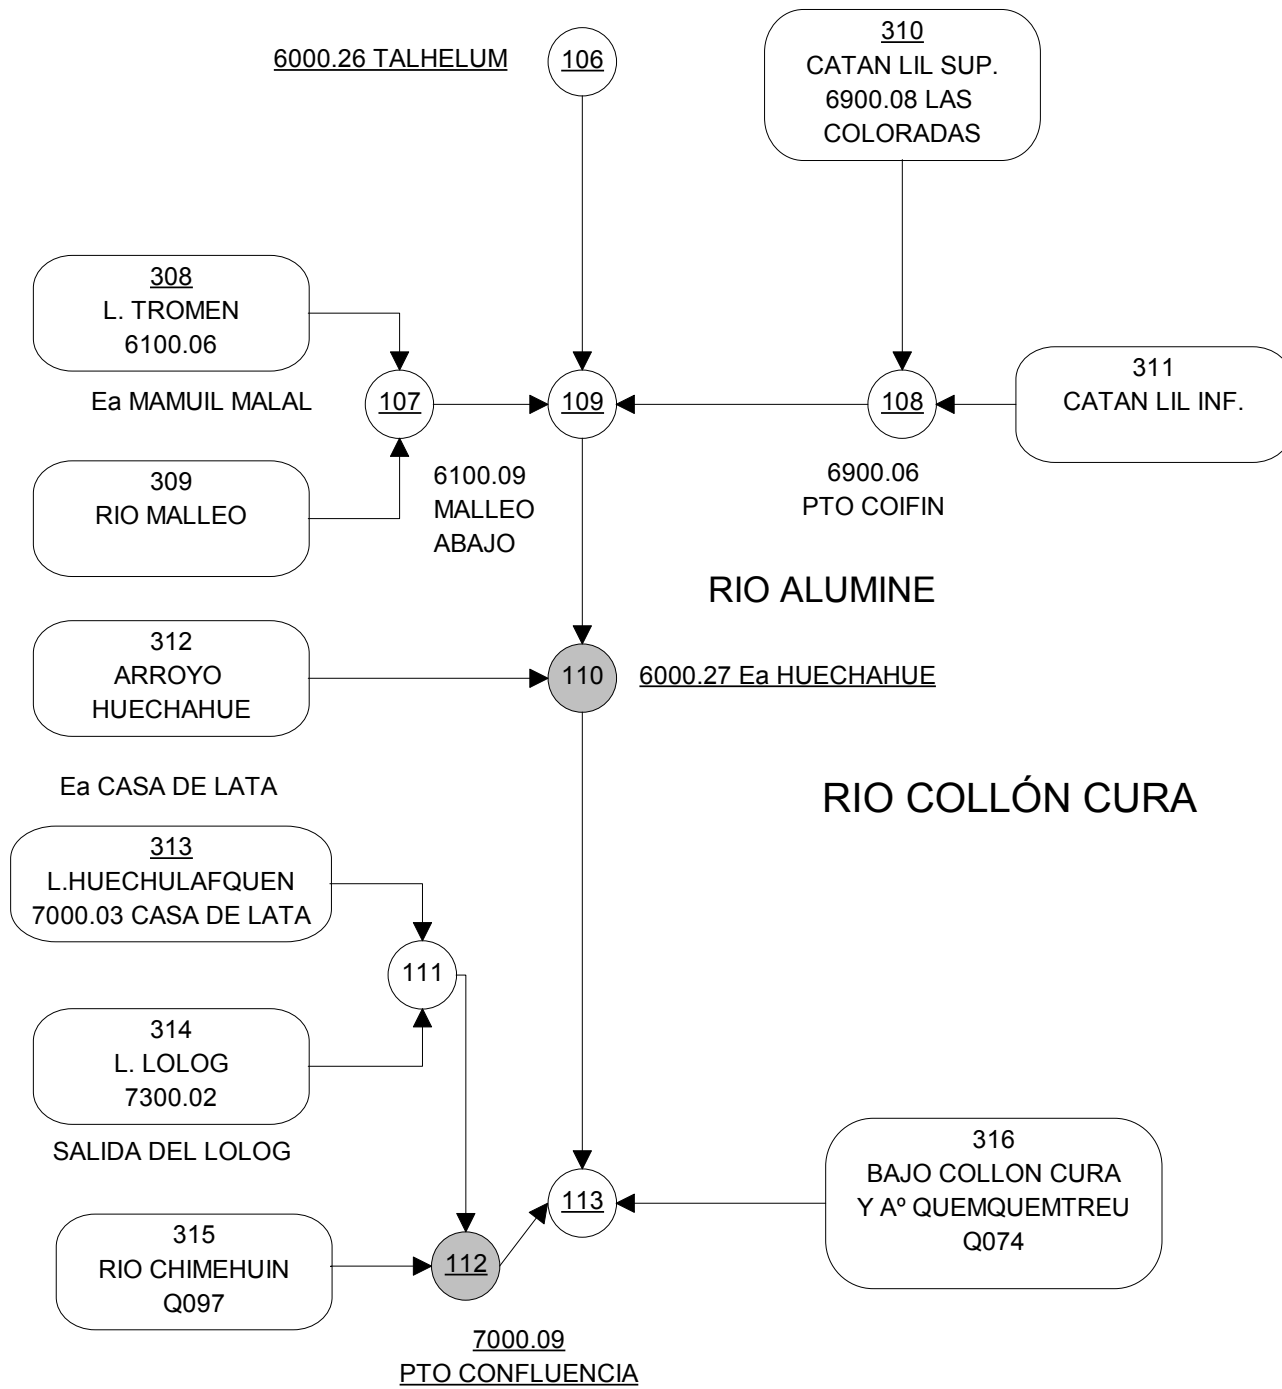 6000.26 TALHELUM
106
310
CATAN LIL SUP.
6900.08 LAS
COLORADAS
308
L. TROMEN
6100.06
Ea MAMUIL MALAL
107
109
108
311
CATAN LIL INF.
309
RIO MALLEO
6100.09
MALLEO
ABAJO
6900.06
PTO COIFIN
RIO ALUMINE
312
ARROYO
HUECHAHUE
110
6000.27 Ea HUECHAHUE
Ea CASA DE LATA
RIO COLLÓN CURA
313
L.HUECHULAFQUEN
7000.03 CASA DE LATA
111
314
L. LOLOG
7300.02
SALIDA DEL LOLOG
113
316
BAJO COLLON CURA
Y Aº QUEMQUEMTREU
Q074
315
RIO CHIMEHUIN
Q097
112
7000.09
PTO CONFLUENCIA